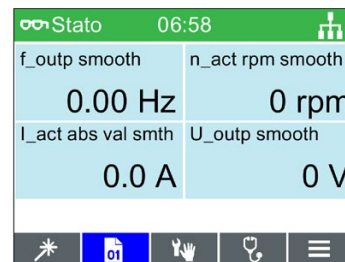 Stato 06:58
f_outp smooth n_act rpm smooth
0.00 Hz 0 rpm
I_act abs val smth U_outp smooth
0.0 A 0 V
01